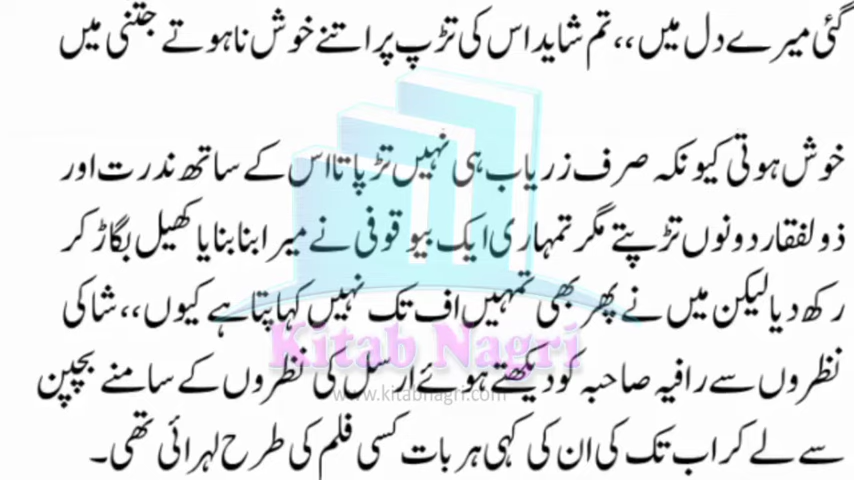 گئی میرے دل میں،، تم شاید اس کی تڑپ پر اتنے خوش نا ہوتے جتنی میں
خوش ہوتی کیونکہ صرف زریاب ہی نہیں تڑپاتا اس کے ساتھ ندرت اور
ذولفقار دونوں تڑپتے مگر تمہاری ایک بیوقوفی نے میرا بنا بنایا کھیل بگاڑ کر
رکھ دیا لیکن میں نے پھر بھی تمہیں اف تک نہیں کہا پتا ہے کیوں،، شاکی
نظروں سے رافیہ صاحبہ کو دیکھتے ہوئے ارسل کی نظروں کے سامنے بچپن
سے لے کر اب تک کی ان کی کہی ہر بات کسی فلم کی طرح لہرائی تھی۔
Kitab Nagri
www.kitabnagri.com